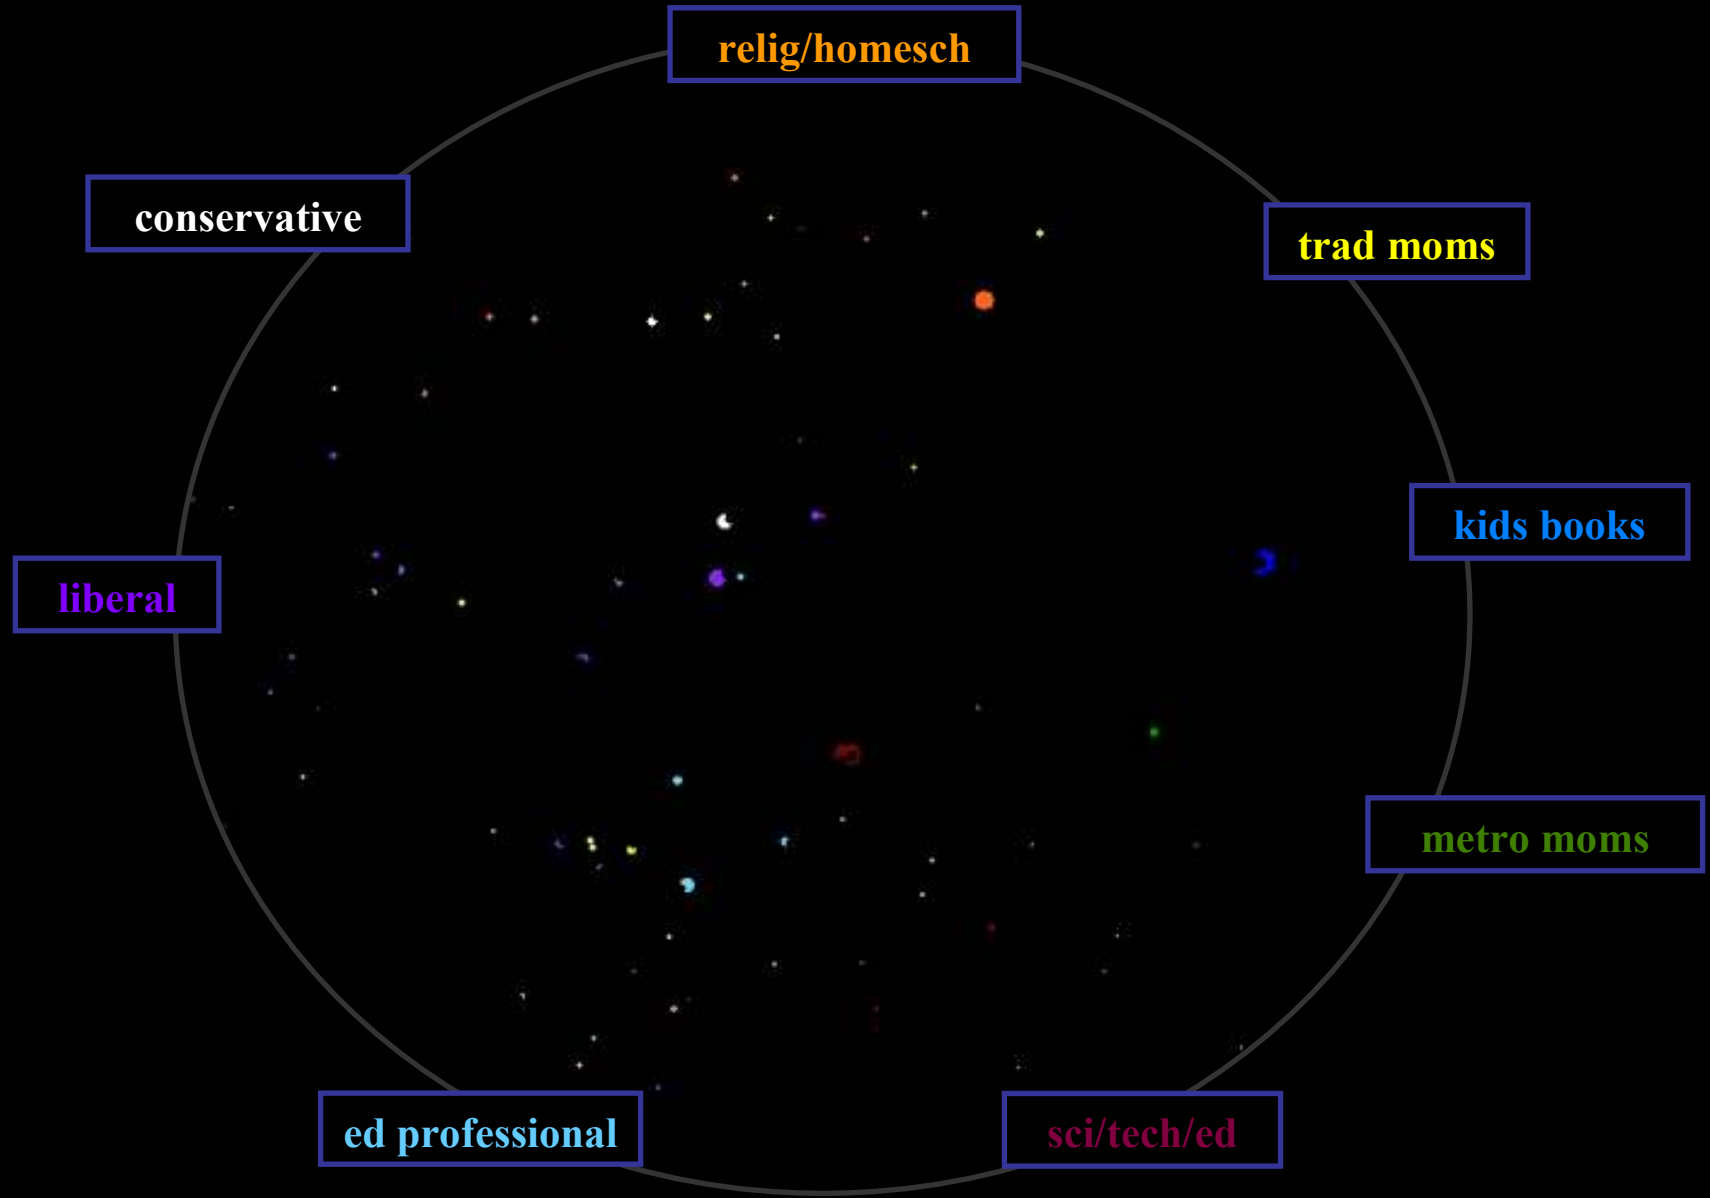 relig/homesch
conservative
trad moms
kids books
liberal
metro moms
ed professional
sci/tech/ed